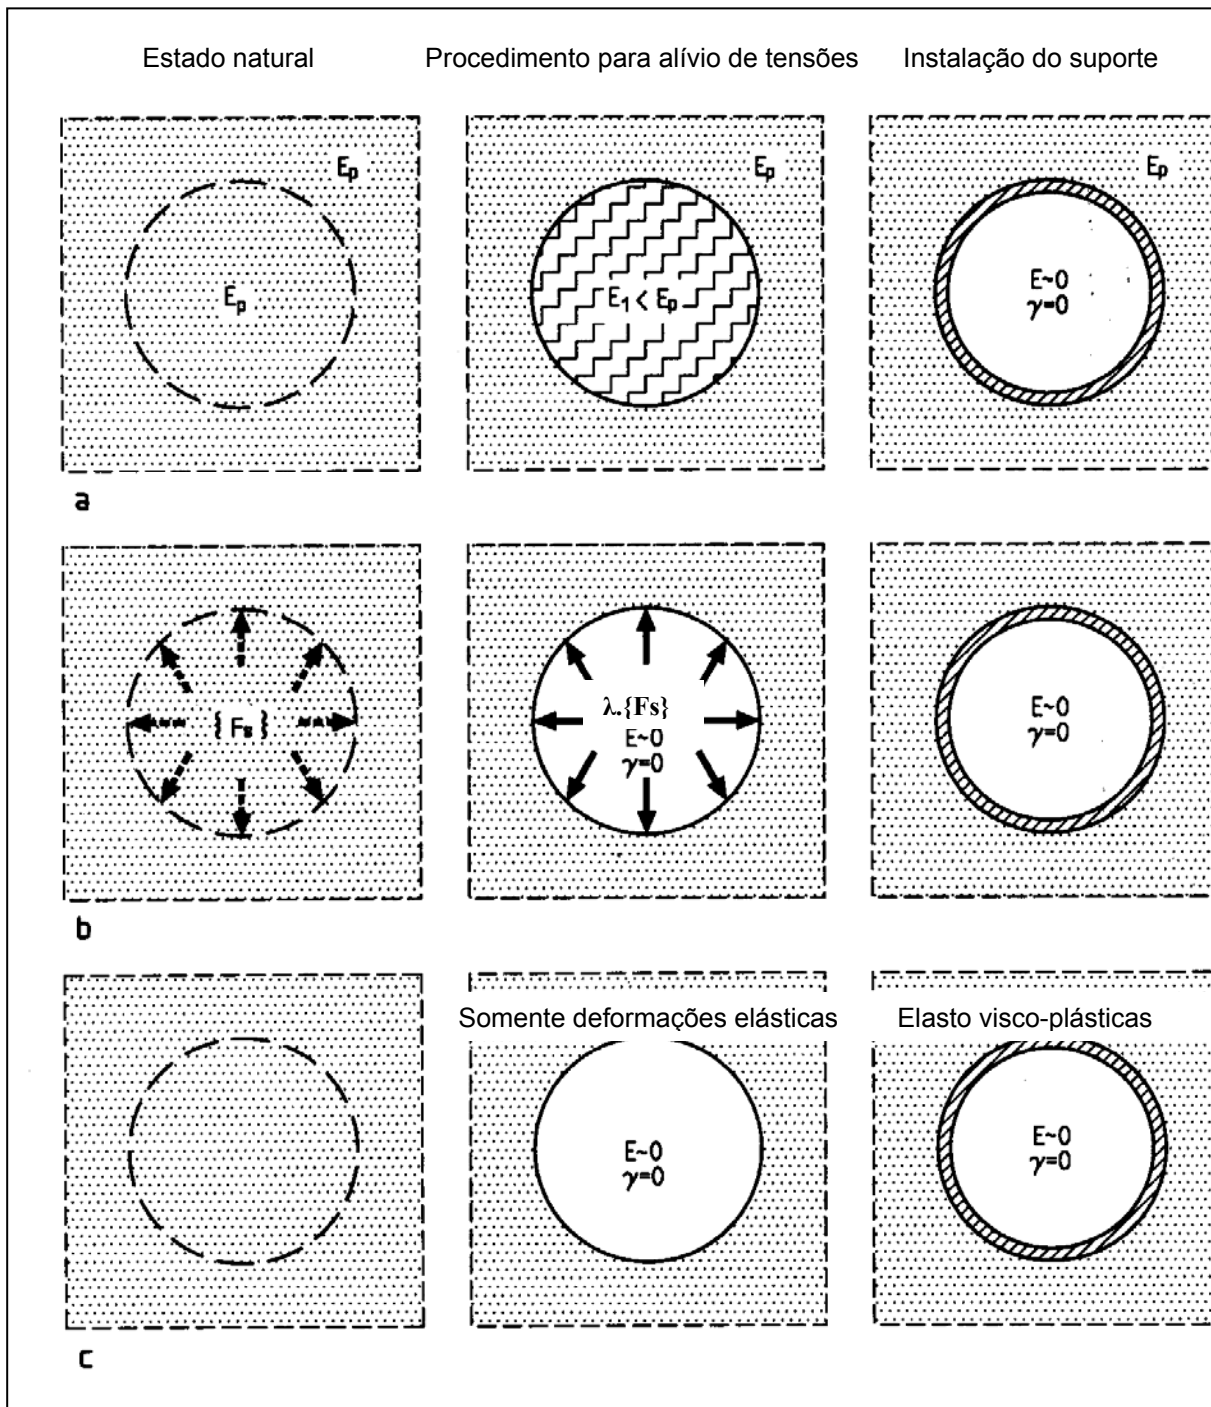 Estado natural
Procedimento para alívio de tensões
Instalação do suporte
Ep
Ep
Ep
Ep
E1 < Ep
E~0
γ=0
a
{ Fs }
λ.{Fs}
E~0
γ=0
E~0
γ=0
b
Somente deformações elásticas
Elasto visco-plásticas
E~0
γ=0
E~0
γ=0
c